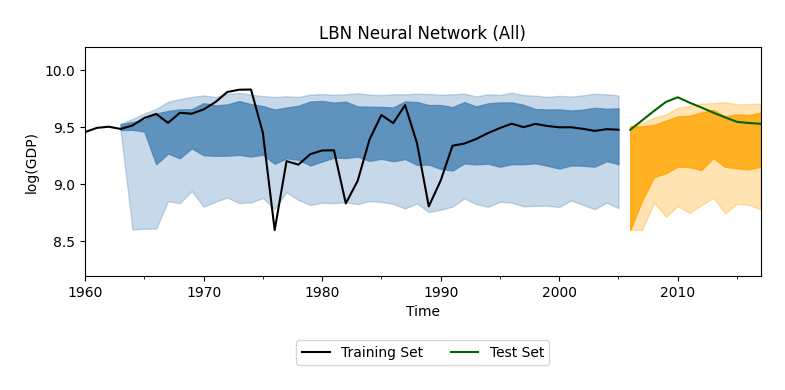 LBN Neural Network (All)
10.0
9.5
9.0
8.5
log(GDP)
1960 1970 1980 1990 2000 2010
Time
Training Set Test Set